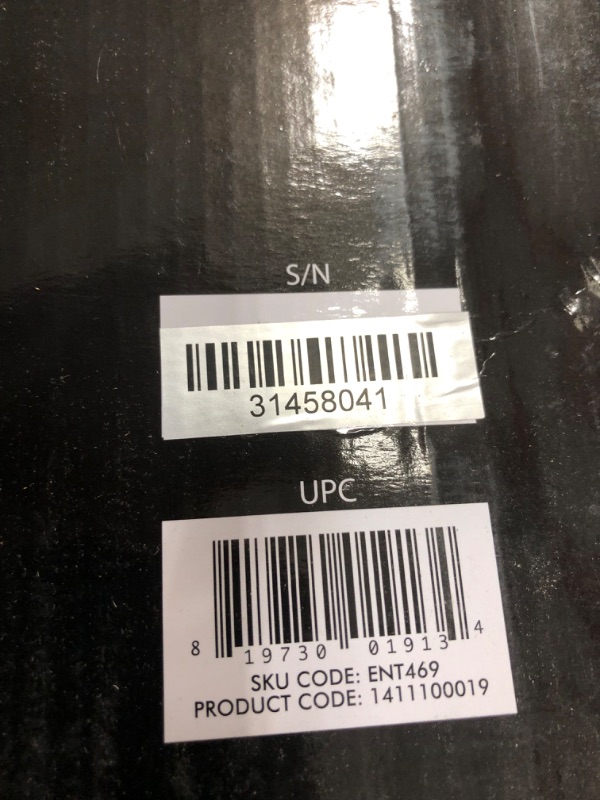 S/N
31458041
UPC
8 19730 01913 4
SKU CODE: ENT469
PRODUCT CODE: 1411100019